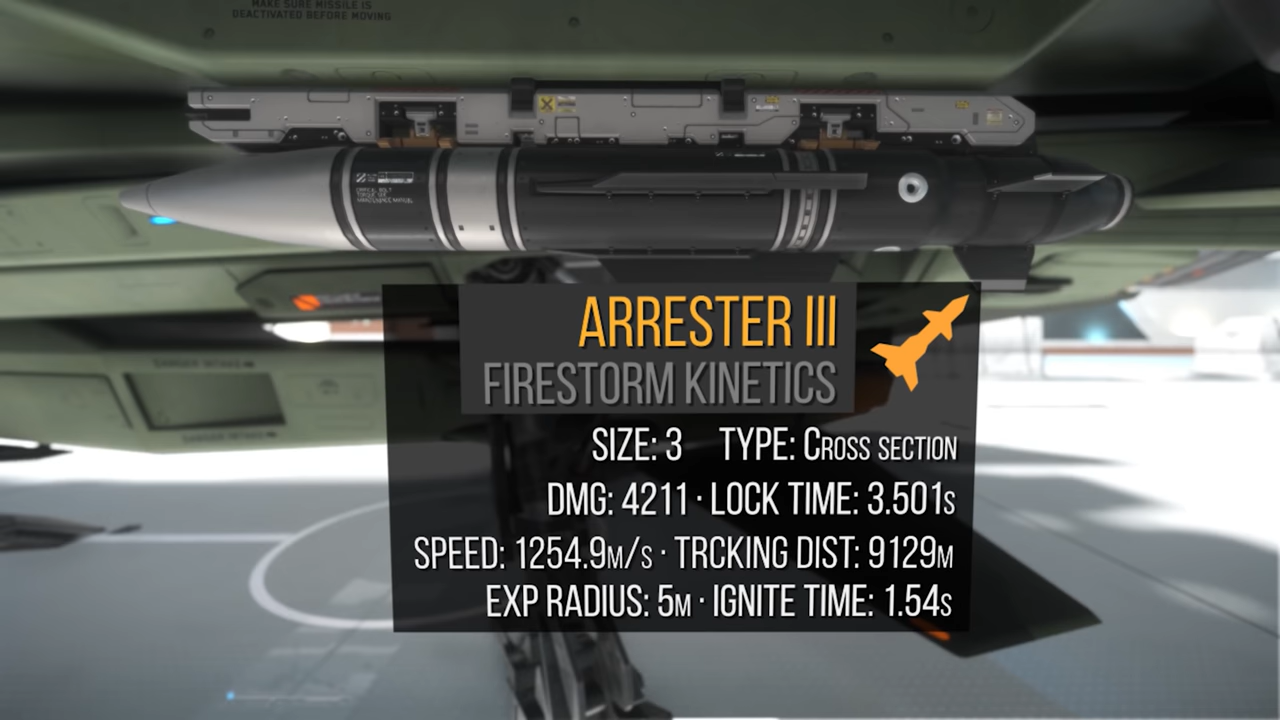 MAKE SURE MISSILE IS
DEACTIVATED BEFORE MOVING
ARRESTER III
FIRESTORM KINETICS
SIZE: 3 TYPE: CROSS SECTION
DMG: 4211 · LOCK TIME: 3.501S
SPEED: 1254.9M/S · TRCKING DIST: 9129M
EXP RADIUS: 5M · IGNITE TIME: 1.54S